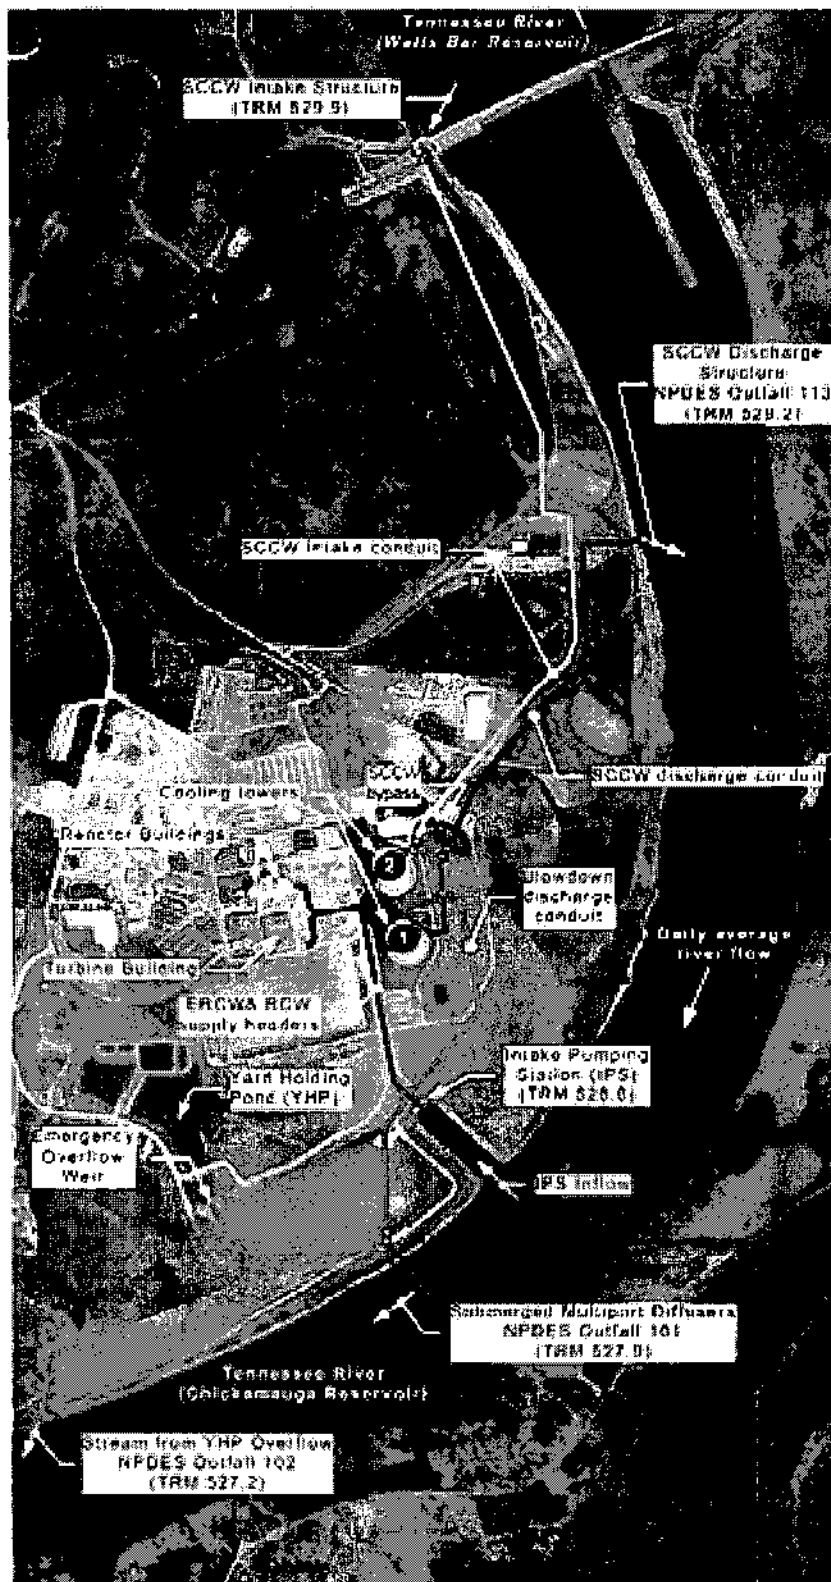 Tennessee River
(Watts Bar Reservoir)
SCCW Intake Structure
(TRM 529.9)
SCCW Discharge
Structure
NPDES Outfall 113
(TRM 529.2)
SCCW intake conduit
SCCW discharge conduit
SCCW
bypass
Cooling towers
Reactor Buildings
2
Blowdown
discharge
conduit
1
Daily average
river flow
Turbine Building
ERCW/RCW
supply headers
Intake Pumping
Station (IPS)
(TRM 528.0)
Yard Holding
Pond (YHP)
Emergency
Overflow
Weir
IPS Inflow
Submerged Multiport Diffusers
NPDES Outfall 101
(TRM 527.9)
Tennessee River
(Chickamauga Reservoir)
Stream from YHP Overflow
NPDES Outfall 102
(TRM 527.2)